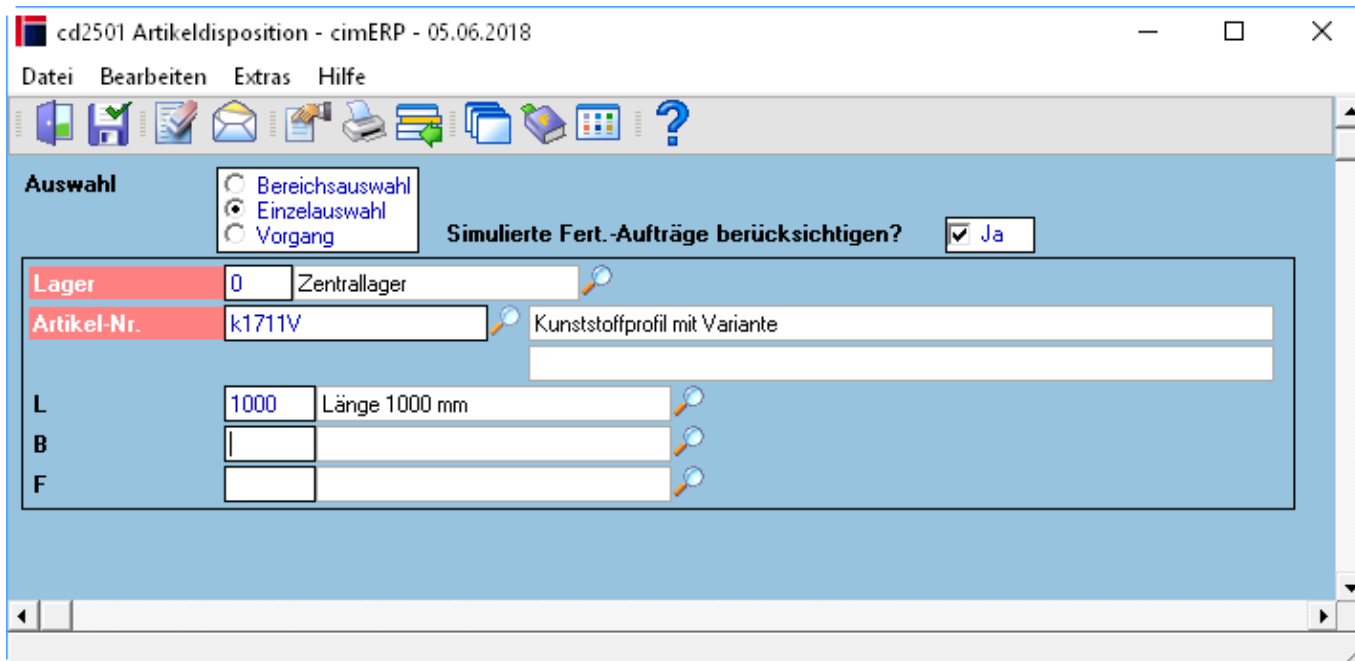 cd2501 Artikeldisposition - cimERP - 05.06.2018
Datei Bearbeiten Extras Hilfe
Auswahl
Bereichsauswahl
Einzelauswahl
Vorgang
Simulierte Fert.-Aufträge berücksichtigen? Ja
Lager 0 Zentrallager
Artikel-Nr. k1711V Kunststoffprofil mit Variante
L 1000 Länge 1000 mm
B
F